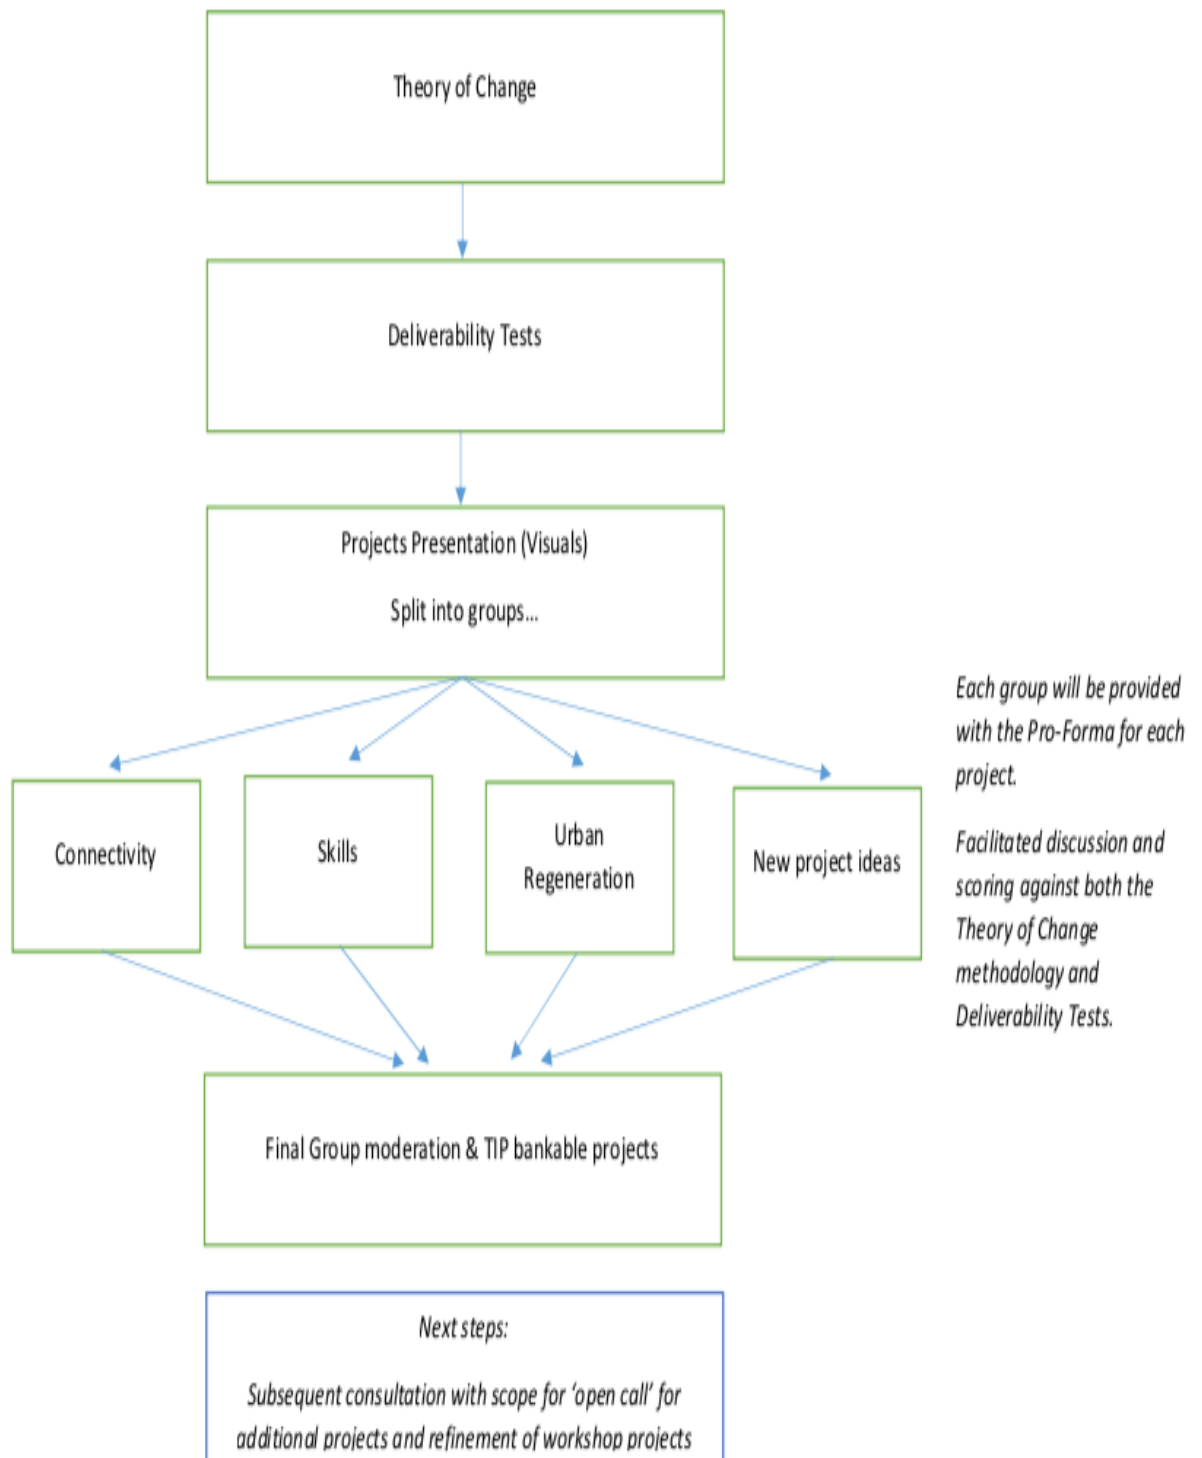 Theory of Change
Deliverability Tests
Projects Presentation (Visuals)
Split into groups...
Connectivity
Skills
Urban
Regeneration
New project ideas
Each group will be provided
with the Pro-Forma for each
project.
Facilitated discussion and
scoring against both the
Theory of Change
methodology and
Deliverability Tests.
Final Group moderation & TIP bankable projects
Next steps:
Subsequent consultation with scope for ‘open call’ for
additional projects and refinement of workshop projects